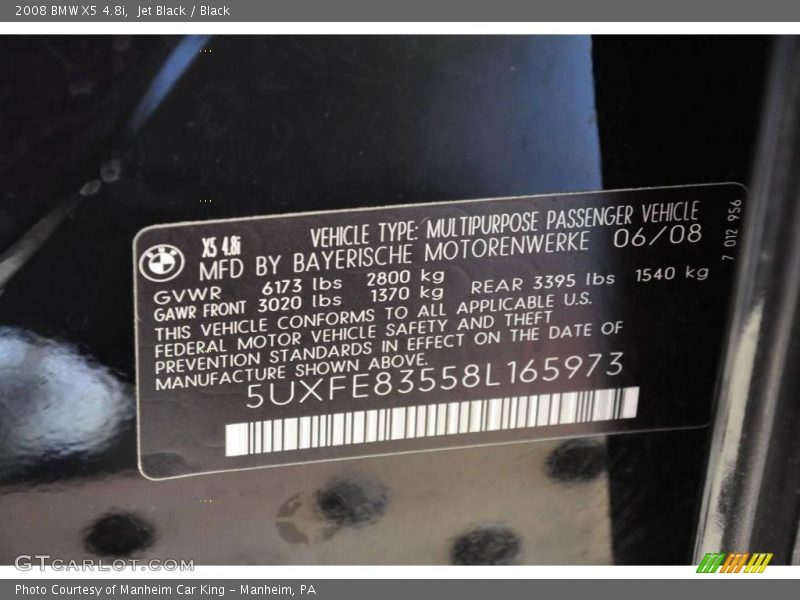 2008 BMW X5 4.8i, Jet Black / Black
X5 4.8i
VEHICLE TYPE: MULTIPURPOSE PASSENGER VEHICLE
MFD BY BAYERISCHE MOTORENWERKE 06/08
GVWR 6173 lbs 2800 kg
GAWR FRONT 3020 lbs 1370 kg REAR 3395 lbs 1540 kg
THIS VEHICLE CONFORMS TO ALL APPLICABLE U.S.
FEDERAL MOTOR VEHICLE SAFETY AND THEFT
PREVENTION STANDARDS IN EFFECT ON THE DATE OF
MANUFACTURE SHOWN ABOVE.
5UXFE83558L165973
7 012 956
GTCARLOT.COM
Photo Courtesy of Manheim Car King - Manheim, PA